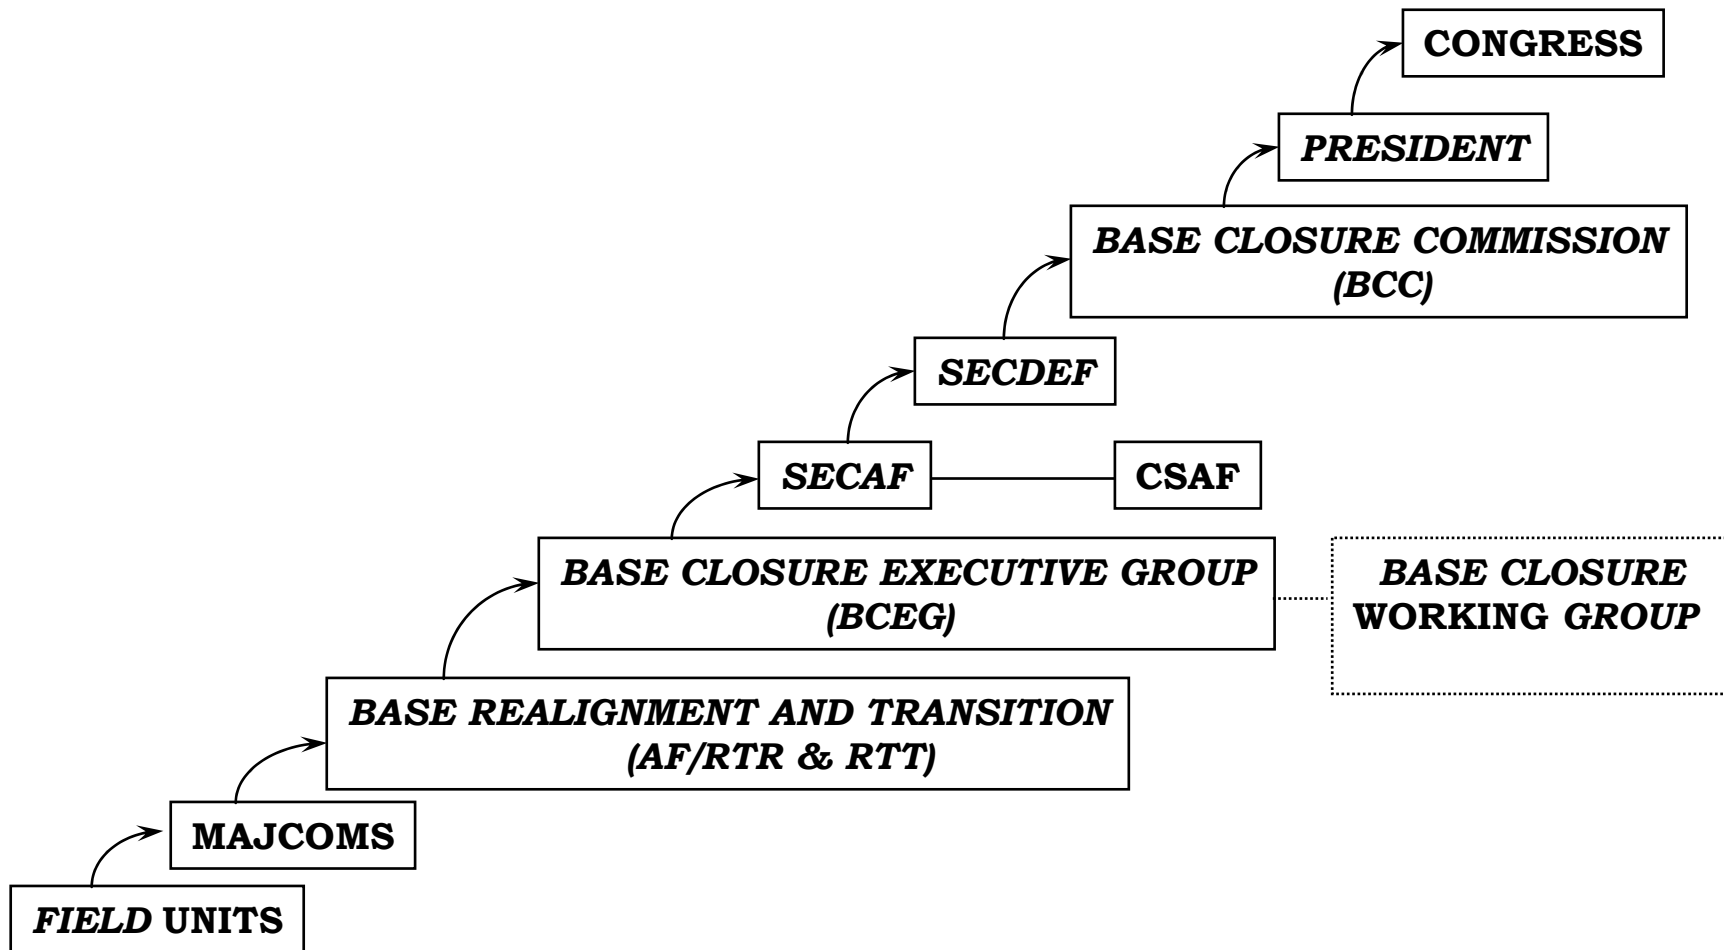 CONGRESS
PRESIDENT
BASE CLOSURE COMMISSION
(BCC)
SECDEF
SECAF
CSAF
BASE CLOSURE EXECUTIVE GROUP
(BCEG)
BASE CLOSURE
WORKING GROUP
BASE REALIGNMENT AND TRANSITION
(AF/RTR & RTT)
MAJCOMS
FIELD UNITS